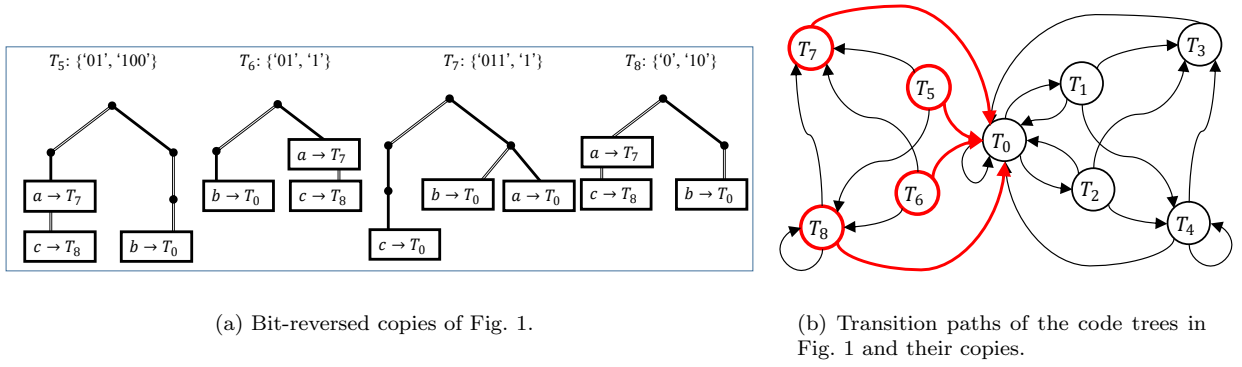 T₅: {‘01’, ‘100’} T₆: {‘01’, ‘1’} T₇: {‘011’, ‘1’} T₈: {‘0’, ‘10’}
a → T₇
c → T₈
b → T₀
a → T₇
b → T₀
c → T₈
b → T₀
a → T₀
c → T₀
a → T₇
c → T₈
b → T₀
(a) Bit-reversed copies of Fig. 1.
T₇
T₃
T₅
T₁
T₀
T₆
T₂
T₈
T₄
(b) Transition paths of the code trees in
Fig. 1 and their copies.